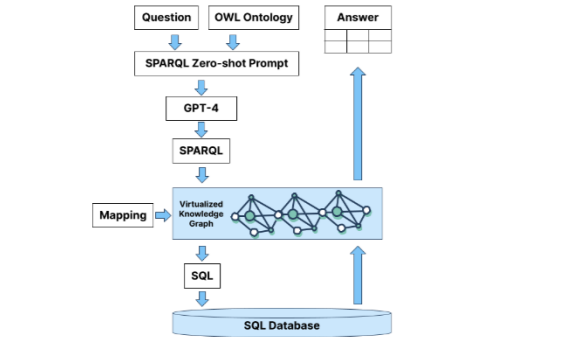 Question
OWL Ontology
Answer
SPARQL Zero-shot Prompt
GPT-4
SPARQL
Mapping
Virtualized
Knowledge
Graph
SQL
SQL Database